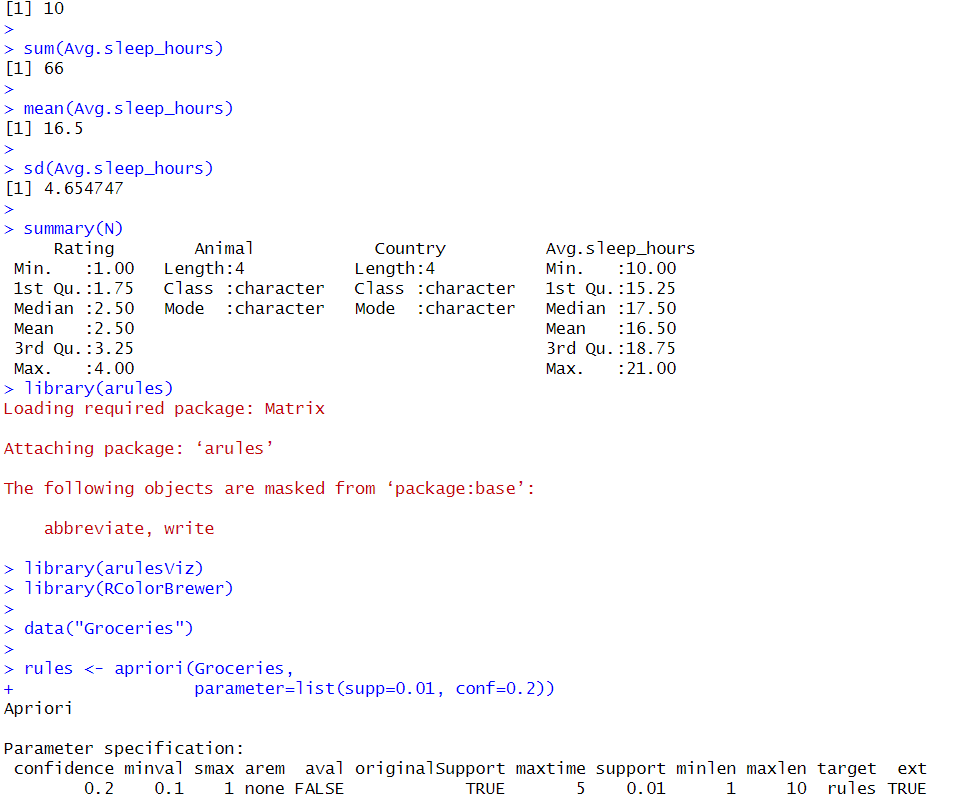 [1] 10
>
> sum(Avg.sleep_hours)
[1] 66
>
> mean(Avg.sleep_hours)
[1] 16.5
>
> sd(Avg.sleep_hours)
[1] 4.654747
>
> summary(N)
     Rating        Animal            Country          Avg.sleep_hours
 Min.   :1.00   Length:4           Length:4           Min.   :10.00
 1st Qu.:1.75   Class :character   Class :character   1st Qu.:15.25
 Median :2.50   Mode  :character   Mode  :character   Median :17.50
 Mean   :2.50                                         Mean   :16.50
 3rd Qu.:3.25                                         3rd Qu.:18.75
 Max.   :4.00                                         Max.   :21.00
> library(arules)
Loading required package: Matrix

Attaching package: ‘arules’

The following objects are masked from ‘package:base’:

    abbreviate, write

> library(arulesViz)
> library(RColorBrewer)
>
> data("Groceries")
>
> rules <- apriori(Groceries,
+                  parameter=list(supp=0.01, conf=0.2))
Apriori

Parameter specification:
 confidence minval smax arem  aval originalSupport maxtime support minlen maxlen target  ext
        0.2    0.1    1 none FALSE            TRUE       5    0.01      1     10  rules TRUE